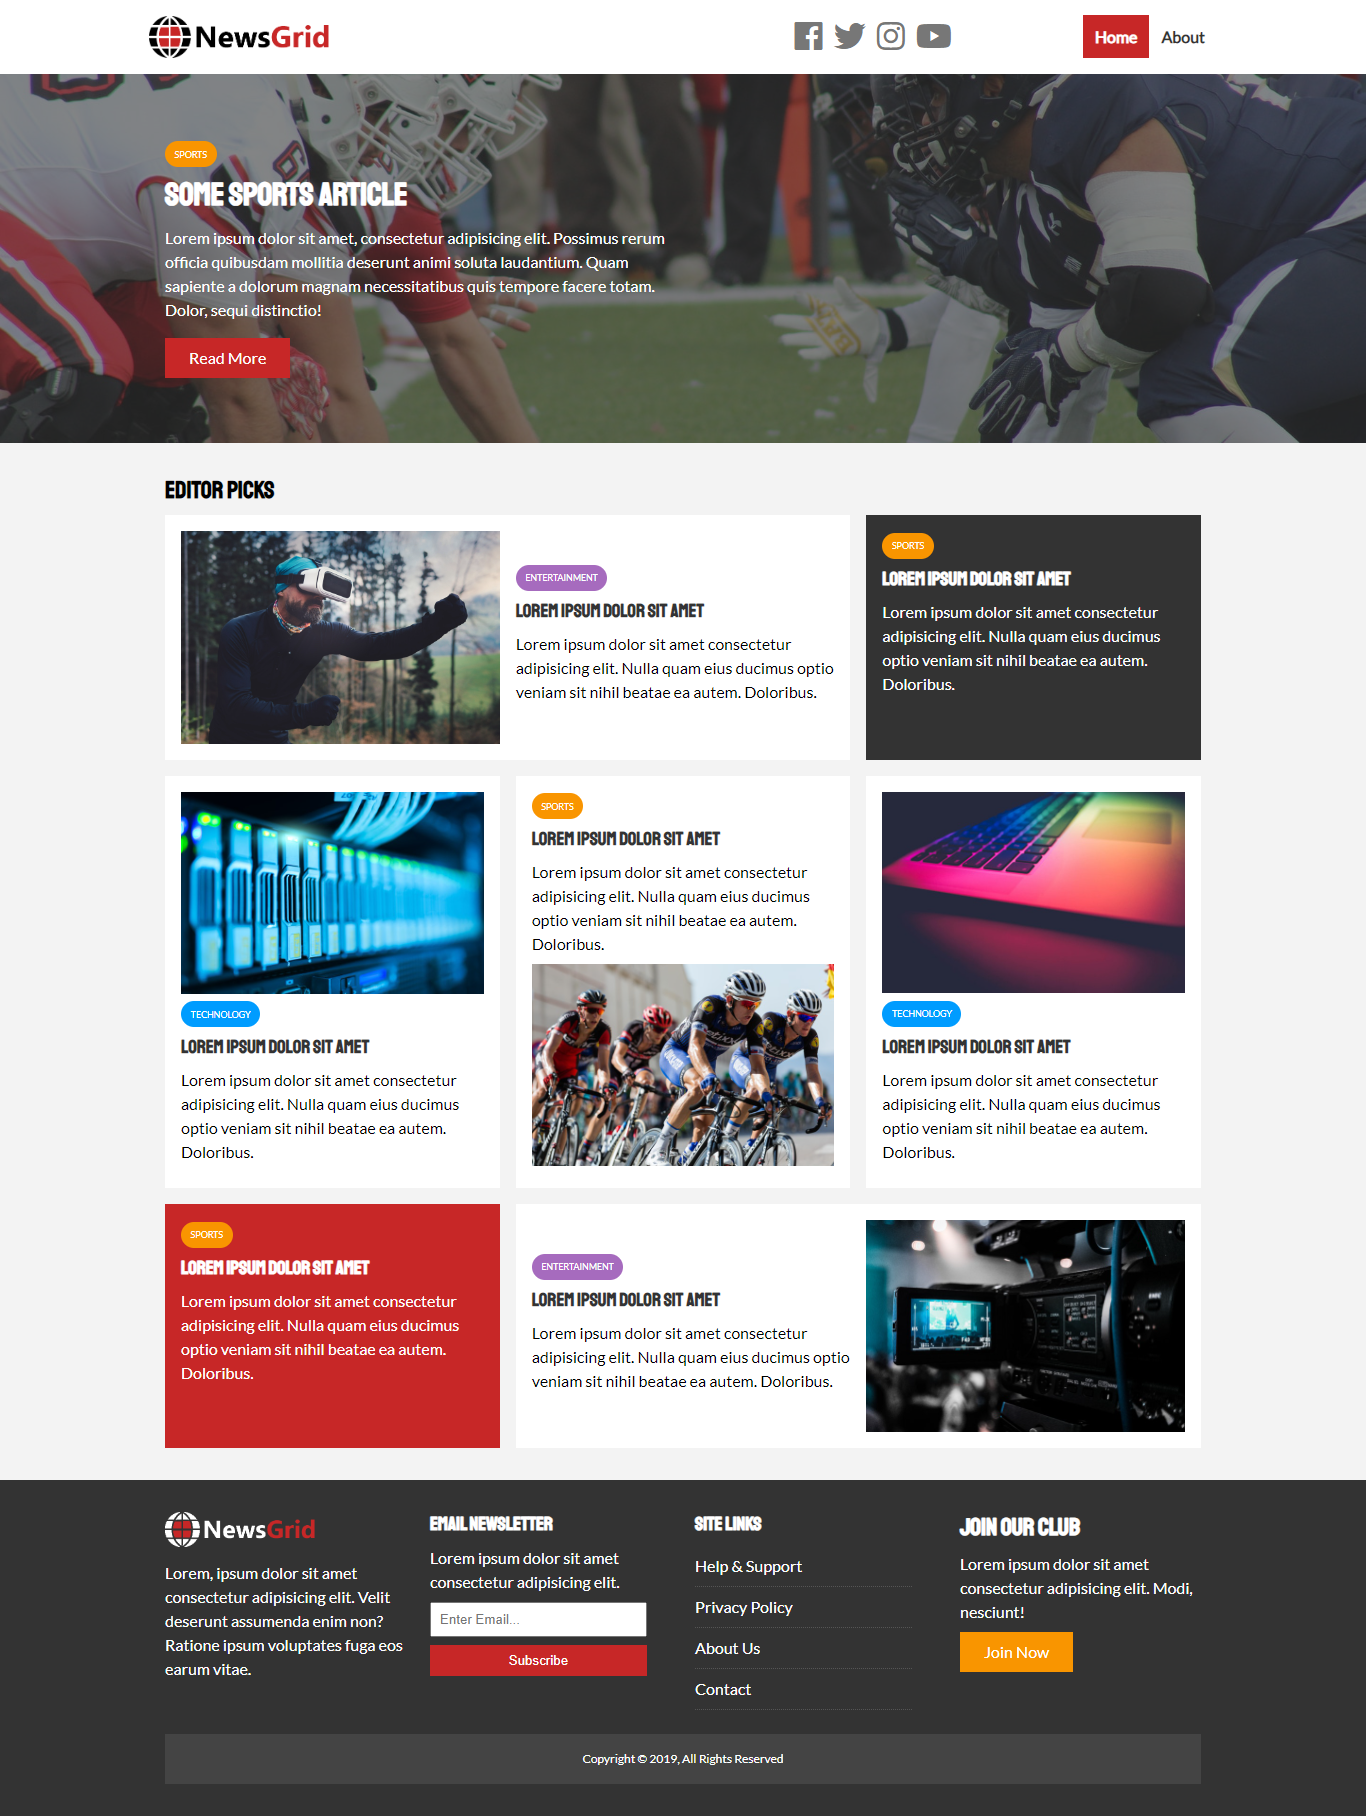 NewsGrid
Home About
SPORTS
SOME SPORTS ARTICLE
Lorem ipsum dolor sit amet, consectetur adipisicing elit. Possimus rerum
officia quibusdam mollitia deserunt animi soluta laudantium. Quam
sapiente a dolorum magnam necessitatibus quis tempore facere totam.
Dolor, sequi distinctio!
Read More
EDITOR PICKS
ENTERTAINMENT
LOREM IPSUM DOLOR SIT AMET
Lorem ipsum dolor sit amet consectetur
adipisicing elit. Nulla quam eius ducimus optio
veniam sit nihil beatae ea autem. Doloribus.
SPORTS
LOREM IPSUM DOLOR SIT AMET
Lorem ipsum dolor sit amet consectetur
adipisicing elit. Nulla quam eius ducimus
optio veniam sit nihil beatae ea autem.
Doloribus.
TECHNOLOGY
LOREM IPSUM DOLOR SIT AMET
Lorem ipsum dolor sit amet consectetur
adipisicing elit. Nulla quam eius ducimus
optio veniam sit nihil beatae ea autem.
Doloribus.
SPORTS
LOREM IPSUM DOLOR SIT AMET
Lorem ipsum dolor sit amet consectetur
adipisicing elit. Nulla quam eius ducimus
optio veniam sit nihil beatae ea autem.
Doloribus.
TECHNOLOGY
LOREM IPSUM DOLOR SIT AMET
Lorem ipsum dolor sit amet consectetur
adipisicing elit. Nulla quam eius ducimus
optio veniam sit nihil beatae ea autem.
Doloribus.
SPORTS
LOREM IPSUM DOLOR SIT AMET
Lorem ipsum dolor sit amet consectetur
adipisicing elit. Nulla quam eius ducimus
optio veniam sit nihil beatae ea autem.
Doloribus.
ENTERTAINMENT
LOREM IPSUM DOLOR SIT AMET
Lorem ipsum dolor sit amet consectetur
adipisicing elit. Nulla quam eius ducimus optio
veniam sit nihil beatae ea autem. Doloribus.
NewsGrid
Lorem, ipsum dolor sit amet
consectetur adipisicing elit. Velit
deserunt assumenda enim non?
Ratione ipsum voluptates fuga eos
earum vitae.
EMAIL NEWSLETTER
Lorem ipsum dolor sit amet
consectetur adipisicing elit.
Enter Email...
Subscribe
SITE LINKS
Help & Support
Privacy Policy
About Us
Contact
JOIN OUR CLUB
Lorem ipsum dolor sit amet
consectetur adipisicing elit. Modi,
nesciunt!
Join Now
Copyright © 2019, All Rights Reserved